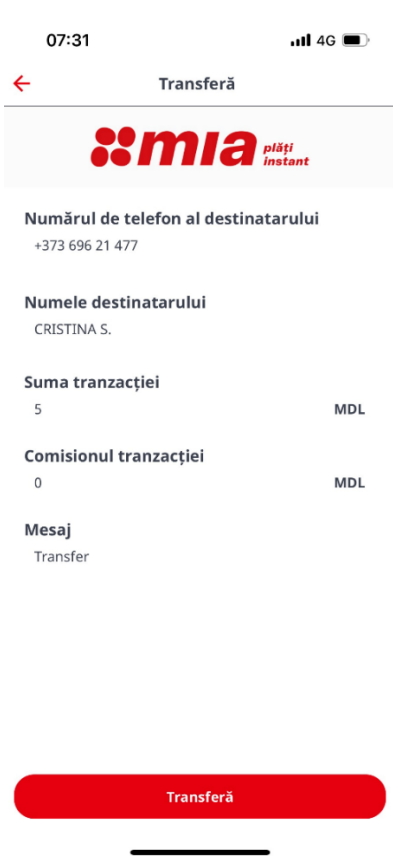 07:31 4G
Transferă
mia plăți
instant
Numărul de telefon al destinatarului
+373 696 21 477
Numele destinatarului
CRISTINA S.
Suma tranzacției
5 MDL
Comisionul tranzacției
0 MDL
Mesaj
Transfer
Transferă